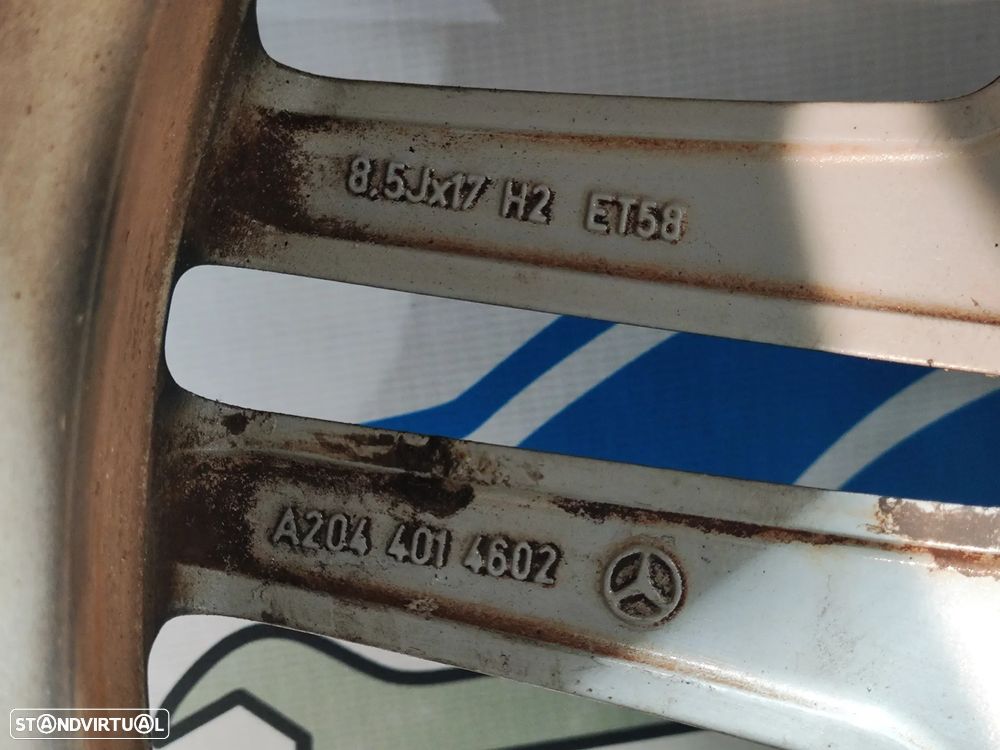 8.5Jx17 H2 ET58
A204 401 4602
STANDVIRTUAL